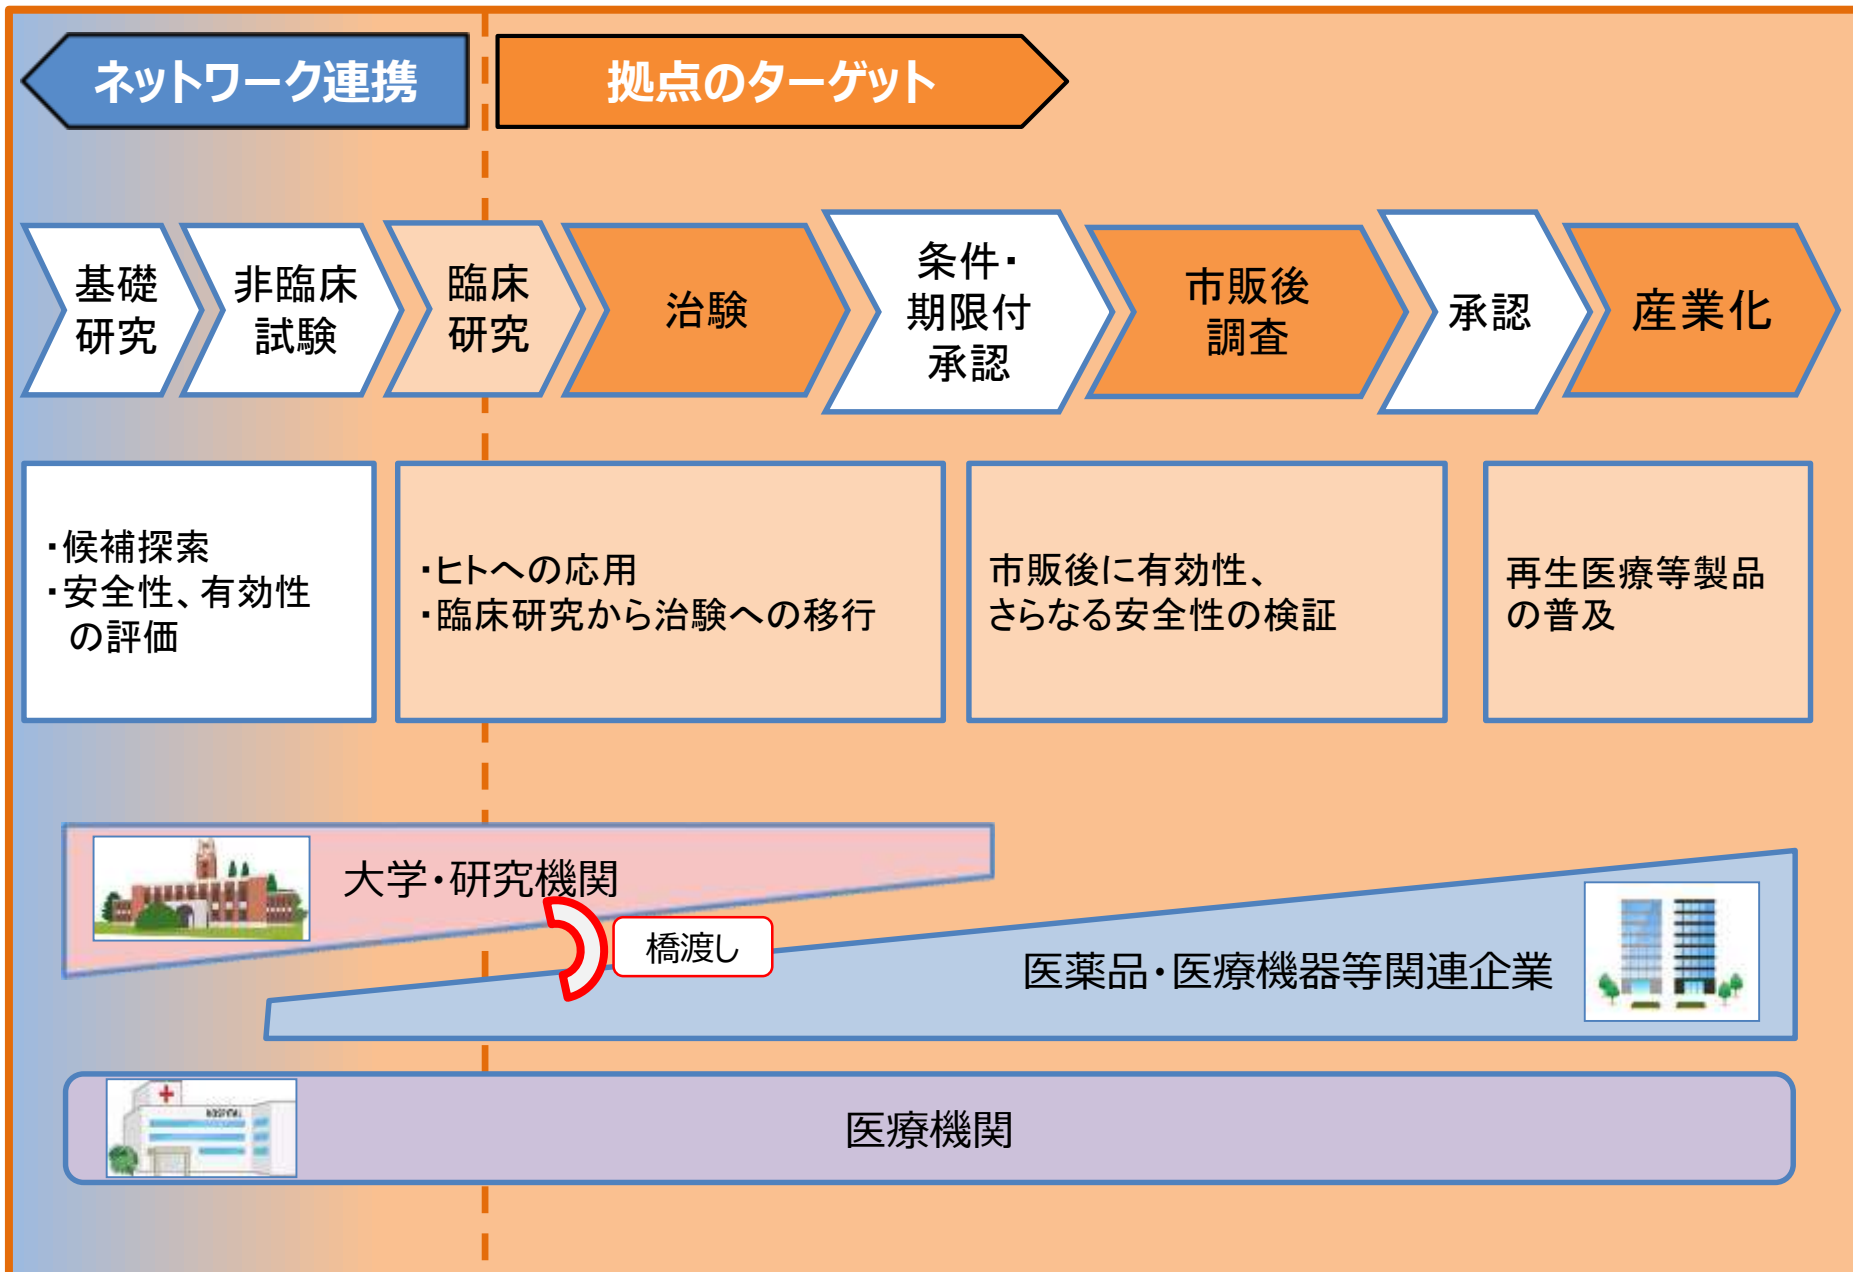 ネットワーク連携
拠点のターゲット
基礎
研究
非臨床
試験
臨床
研究
治験
条件・
期限付
承認
市販後
調査
承認
産業化
・候補探索
・安全性、有効性
の評価
・ヒトへの応用
・臨床研究から治験への移行
市販後に有効性、
さらなる安全性の検証
再生医療等製品
の普及
大学・研究機関
橋渡し
医薬品・医療機器等関連企業
HOSPITAL
医療機関